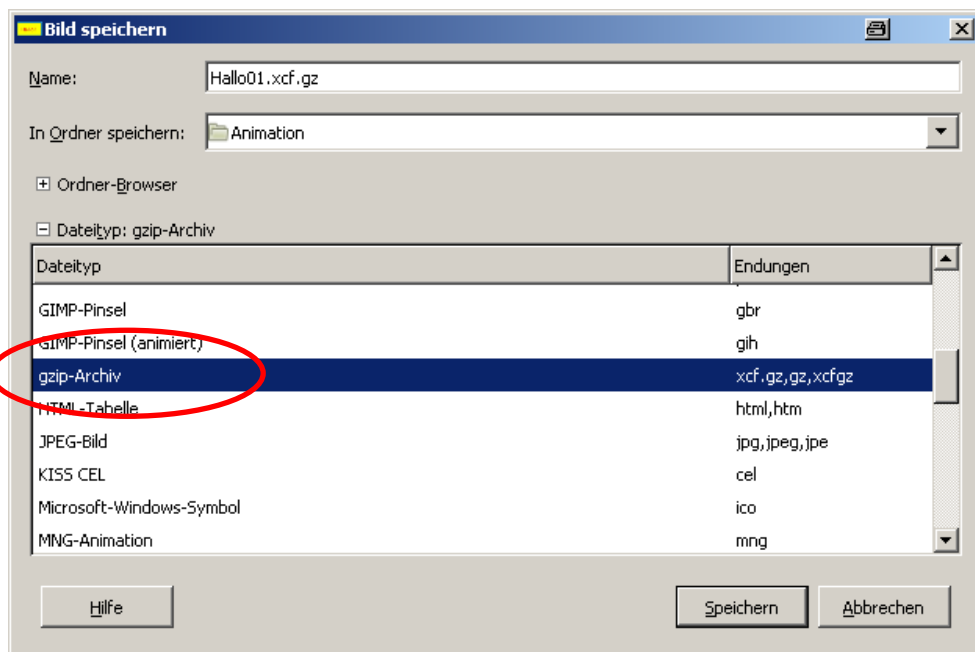 Bild speichern
Name: Hallo01.xcf.gz
In Ordner speichern: Animation
Ordner-Browser
Dateityp: gzip-Archiv
Dateityp Endungen
GIMP-Pinsel gbr
GIMP-Pinsel (animiert) gih
gzip-Archiv xcf.gz,gz,xcfgz
HTML-Tabelle html,htm
JPEG-Bild jpg,jpeg,jpe
KISS CEL cel
Microsoft-Windows-Symbol ico
MNG-Animation mng
Hilfe Speichern Abbrechen